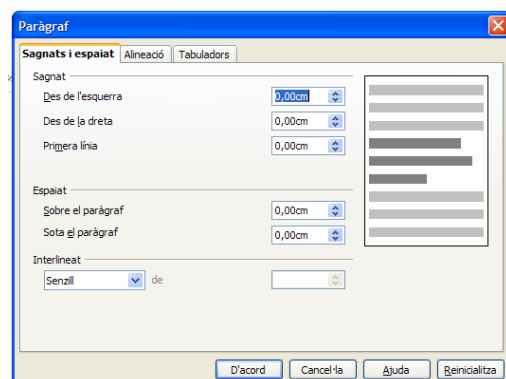 Paràgraf
Sagnats i espaiat Alineació Tabuladors
Sagnat
Des de l'esquerra 0,00cm
Des de la dreta 0,00cm
Primera línia 0,00cm
Espaiat
Sobre el paràgraf 0,00cm
Sota el paràgraf 0,00cm
Interlineat
Senzill de
D'acord Cancel·la Ajuda Reinicialitza